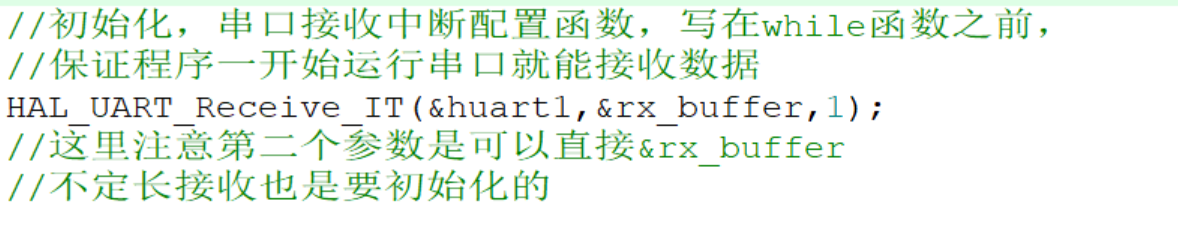 //初始化，串口接收中断配置函数，写在while函数之前，
//保证程序一开始运行串口就能接收数据
HAL_UART_Receive_IT(&huart1,&rx_buffer,1);
//这里注意第二个参数是可以直接&rx_buffer
//不定长接收也是要初始化的